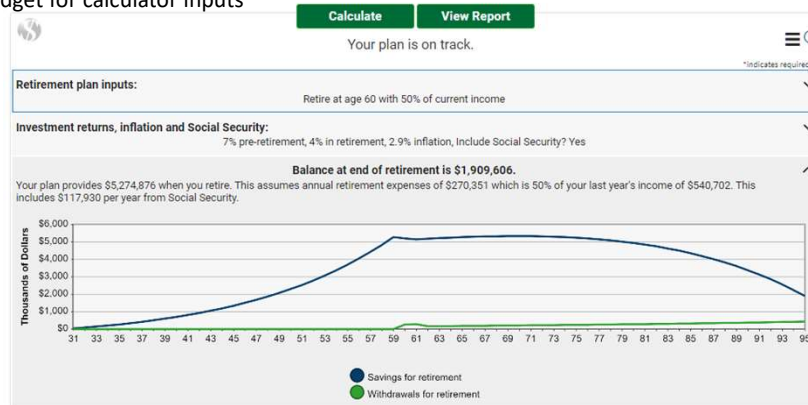 dget for calculator inputs
Calculate View Report
Your plan is on track.
*indicates required
Retirement plan inputs:
Retire at age 60 with 50% of current income
Investment returns, inflation and Social Security:
7% pre-retirement, 4% in retirement, 2.9% inflation, Include Social Security? Yes
Balance at end of retirement is $1,909,606.
Your plan provides $5,274,876 when you retire. This assumes annual retirement expenses of $270,351 which is 50% of your last year's income of $540,702. This
includes $117,930 per year from Social Security.
Thousands of Dollars
$6,000
$5,000
$4,000
$3,000
$2,000
$1,000
$0
31 33 35 37 39 41 43 45 47 49 51 53 55 57 59 61 63 65 67 69 71 73 75 77 79 81 83 85 87 89 91 93 95
Savings for retirement
Withdrawals for retirement